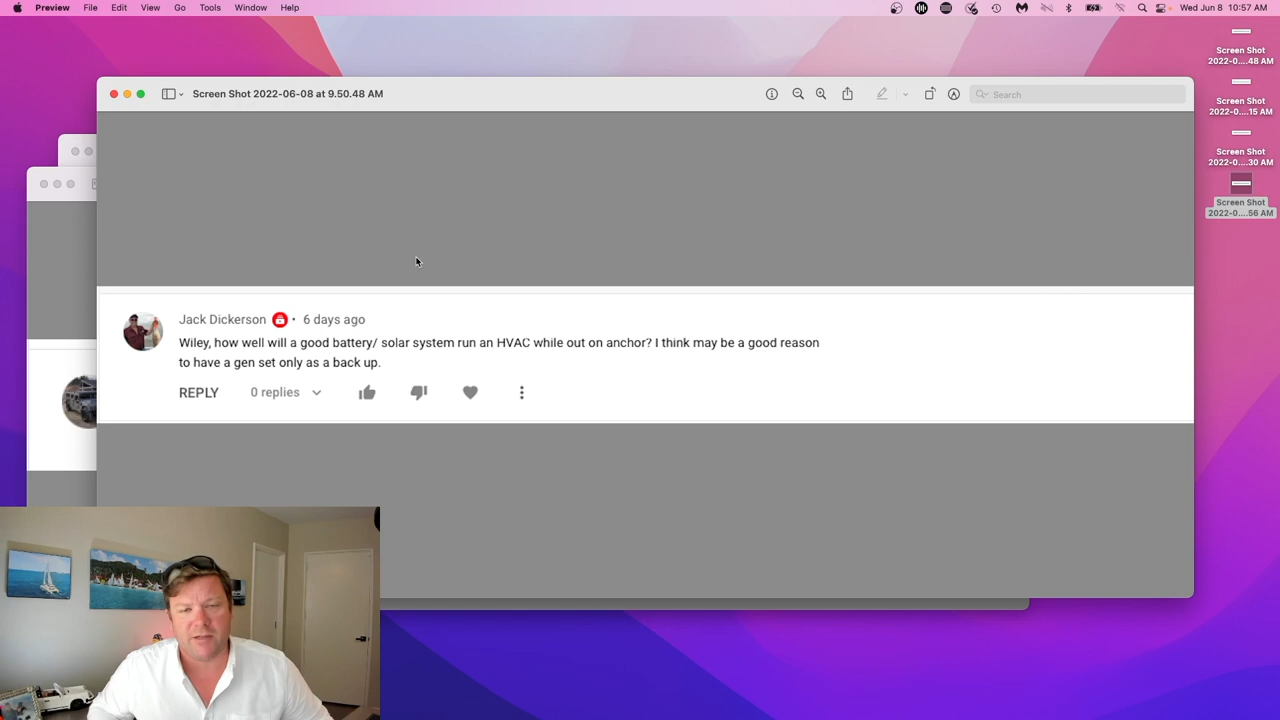 Preview File Edit View Go Tools Window Help Wed Jun 8 10:57 AM
Screen Shot
2022-0....48 AM
Screen Shot 2022-06-08 at 9.50.48 AM
Search
Screen Shot
2022-0....15 AM
Screen Shot
2022-0....30 AM
Screen Shot
2022-0....56 AM
Jack Dickerson • 6 days ago
Wiley, how well will a good battery/ solar system run an HVAC while out on anchor? I think may be a good reason
to have a gen set only as a back up.
REPLY 0 replies